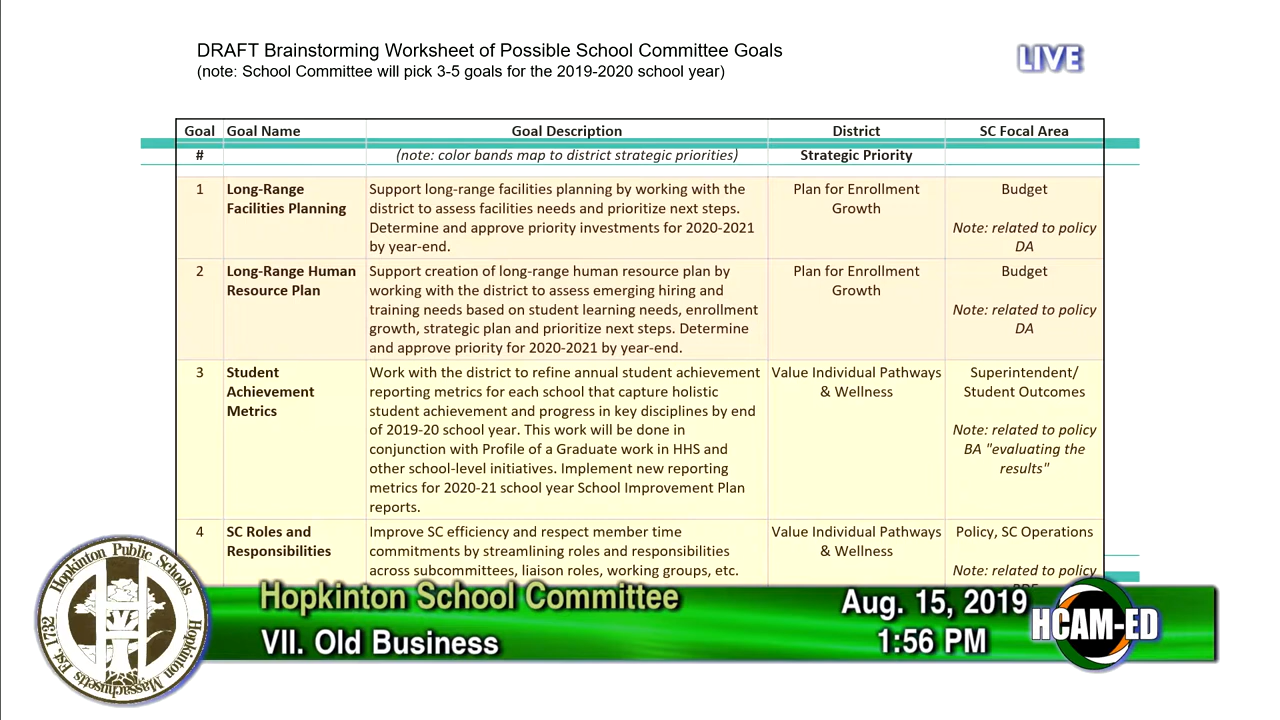 DRAFT Brainstorming Worksheet of Possible School Committee Goals
(note: School Committee will pick 3-5 goals for the 2019-2020 school year)
LIVE
Goal Goal Name Goal Description District SC Focal Area
# (note: color bands map to district strategic priorities) Strategic Priority
1 Long-Range Support long-range facilities planning by working with the Plan for Enrollment Budget
Facilities Planning district to assess facilities needs and prioritize next steps. Growth
Determine and approve priority investments for 2020-2021 Note: related to policy
by year-end. DA
2 Long-Range Human Support creation of long-range human resource plan by Plan for Enrollment Budget
Resource Plan working with the district to assess emerging hiring and Growth
training needs based on student learning needs, enrollment Note: related to policy
growth, strategic plan and prioritize next steps. Determine DA
and approve priority for 2020-2021 by year-end.
3 Student Work with the district to refine annual student achievement Value Individual Pathways Superintendent/
Achievement reporting metrics for each school that capture holistic & Wellness Student Outcomes
Metrics student achievement and progress in key disciplines by end
of 2019-20 school year. This work will be done in Note: related to policy
conjunction with Profile of a Graduate work in HHS and BA "evaluating the
other school-level initiatives. Implement new reporting results"
metrics for 2020-21 school year School Improvement Plan
reports.
4 SC Roles and Improve SC efficiency and respect member time Value Individual Pathways Policy, SC Operations
Responsibilities commitments by streamlining roles and responsibilities & Wellness
across subcommittees, liaison roles, working groups, etc. Note: related to policy
Hopkinton Public Schools
Hopkinton Massachusetts Est. 1732
H
Hopkinton School Committee
Aug. 15, 2019
VII. Old Business
1:56 PM
HCAM-ED